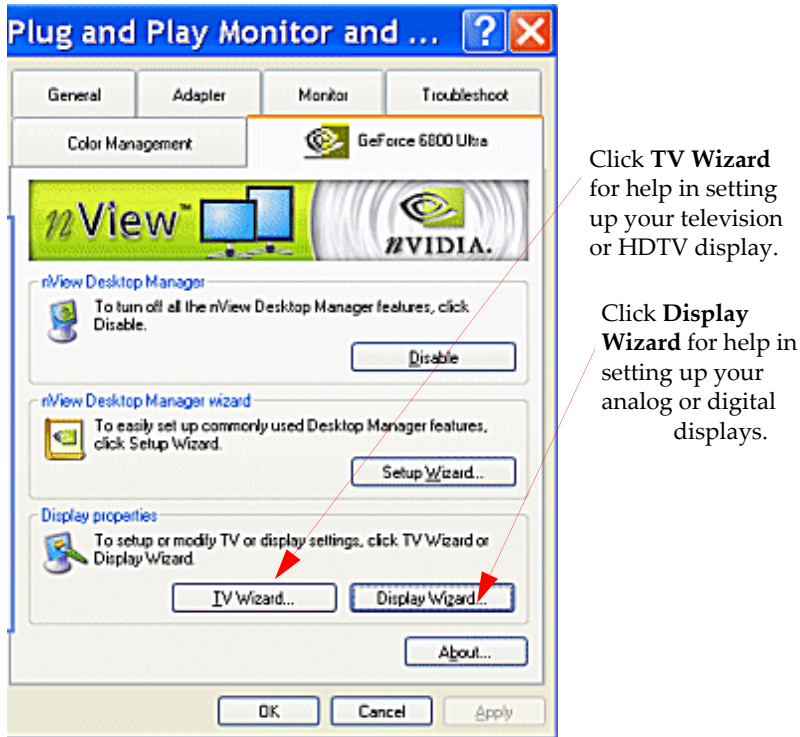 Plug and Play Monitor and ...
General Adapter Monitor Troubleshoot
Color Management GeForce 6800 Ultra
nView™ nVIDIA.
nView Desktop Manager
To turn off all the nView Desktop Manager features, click
Disable.
Disable
nView Desktop Manager wizard
To easily set up commonly used Desktop Manager features,
click Setup Wizard.
Setup Wizard...
Display properties
To setup or modify TV or display settings, click TV Wizard or
Display Wizard.
TV Wizard... Display Wizard...
About...
OK Cancel Apply
Click TV Wizard
for help in setting
up your television
or HDTV display.
Click Display
Wizard for help in
setting up your
analog or digital
displays.